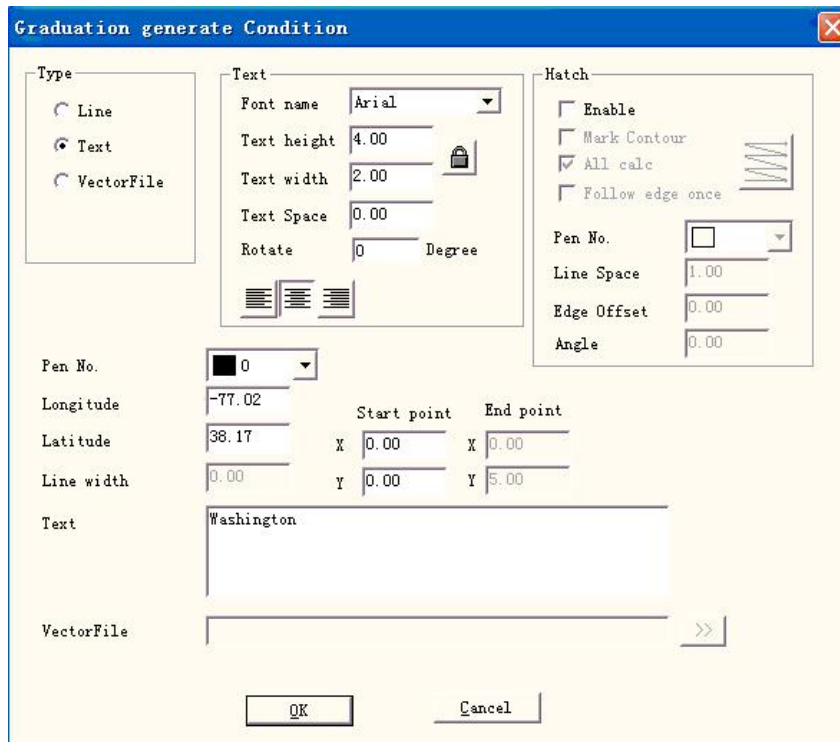 Graduation generate Condition
Type
Line
Text
VectorFile
Text
Font name Arial
Text height 4.00
Text width 2.00
Text Space 0.00
Rotate 0 Degree
Hatch
Enable
Mark Contour
All calc
Follow edge once
Pen No.
Line Space 1.00
Edge Offset 0.00
Angle 0.00
Pen No. 0
Longitude -77.02
Latitude 38.17
Line width 0.00
Start point End point
X 0.00 X 0.00
Y 0.00 Y 5.00
Text Washington
VectorFile >>
OK Cancel